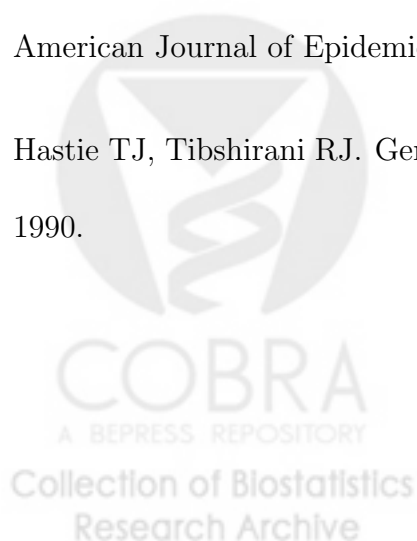 American Journal of Epidemi
Hastie TJ, Tibshirani RJ. Ger
1990.
COBRA
A BEPRESS REPOSITORY
Collection of Biostatistics
Research Archive